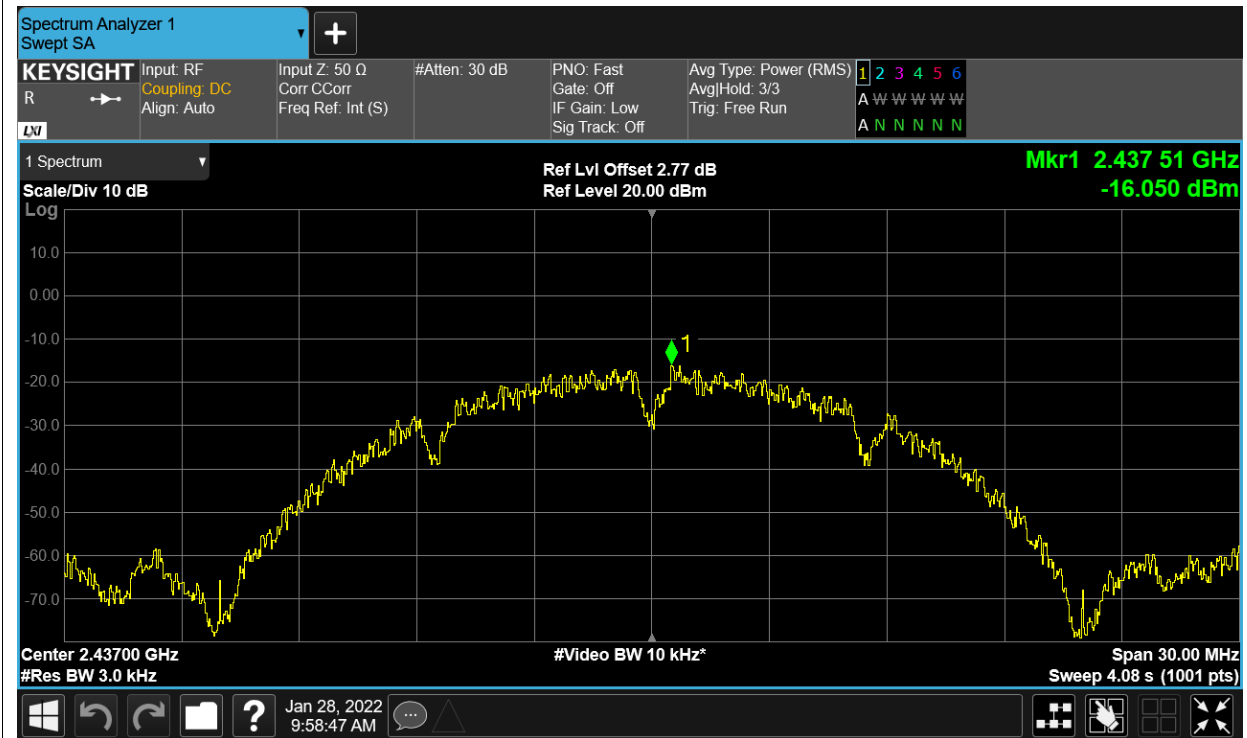 Spectrum Analyzer 1
Swept SA
KEYSIGHT
R
LXI
Input: RF
Coupling: DC
Align: Auto
Input Z: 50 Ω
Corr CCorr
Freq Ref: Int (S)
#Atten: 30 dB
PNO: Fast
Gate: Off
IF Gain: Low
Sig Track: Off
Avg Type: Power (RMS)
Avg|Hold: 3/3
Trig: Free Run
1 2 3 4 5 6
A W W W W W
A N N N N N
1 Spectrum
Scale/Div 10 dB
Log
Ref Lvl Offset 2.77 dB
Ref Level 20.00 dBm
Mkr1 2.437 51 GHz
-16.050 dBm
10.0
0.00
-10.0
1
-20.0
-30.0
-40.0
-50.0
-60.0
-70.0
Center 2.43700 GHz
#Res BW 3.0 kHz
#Video BW 10 kHz*
Span 30.00 MHz
Sweep 4.08 s (1001 pts)
?
Jan 28, 2022
9:58:47 AM